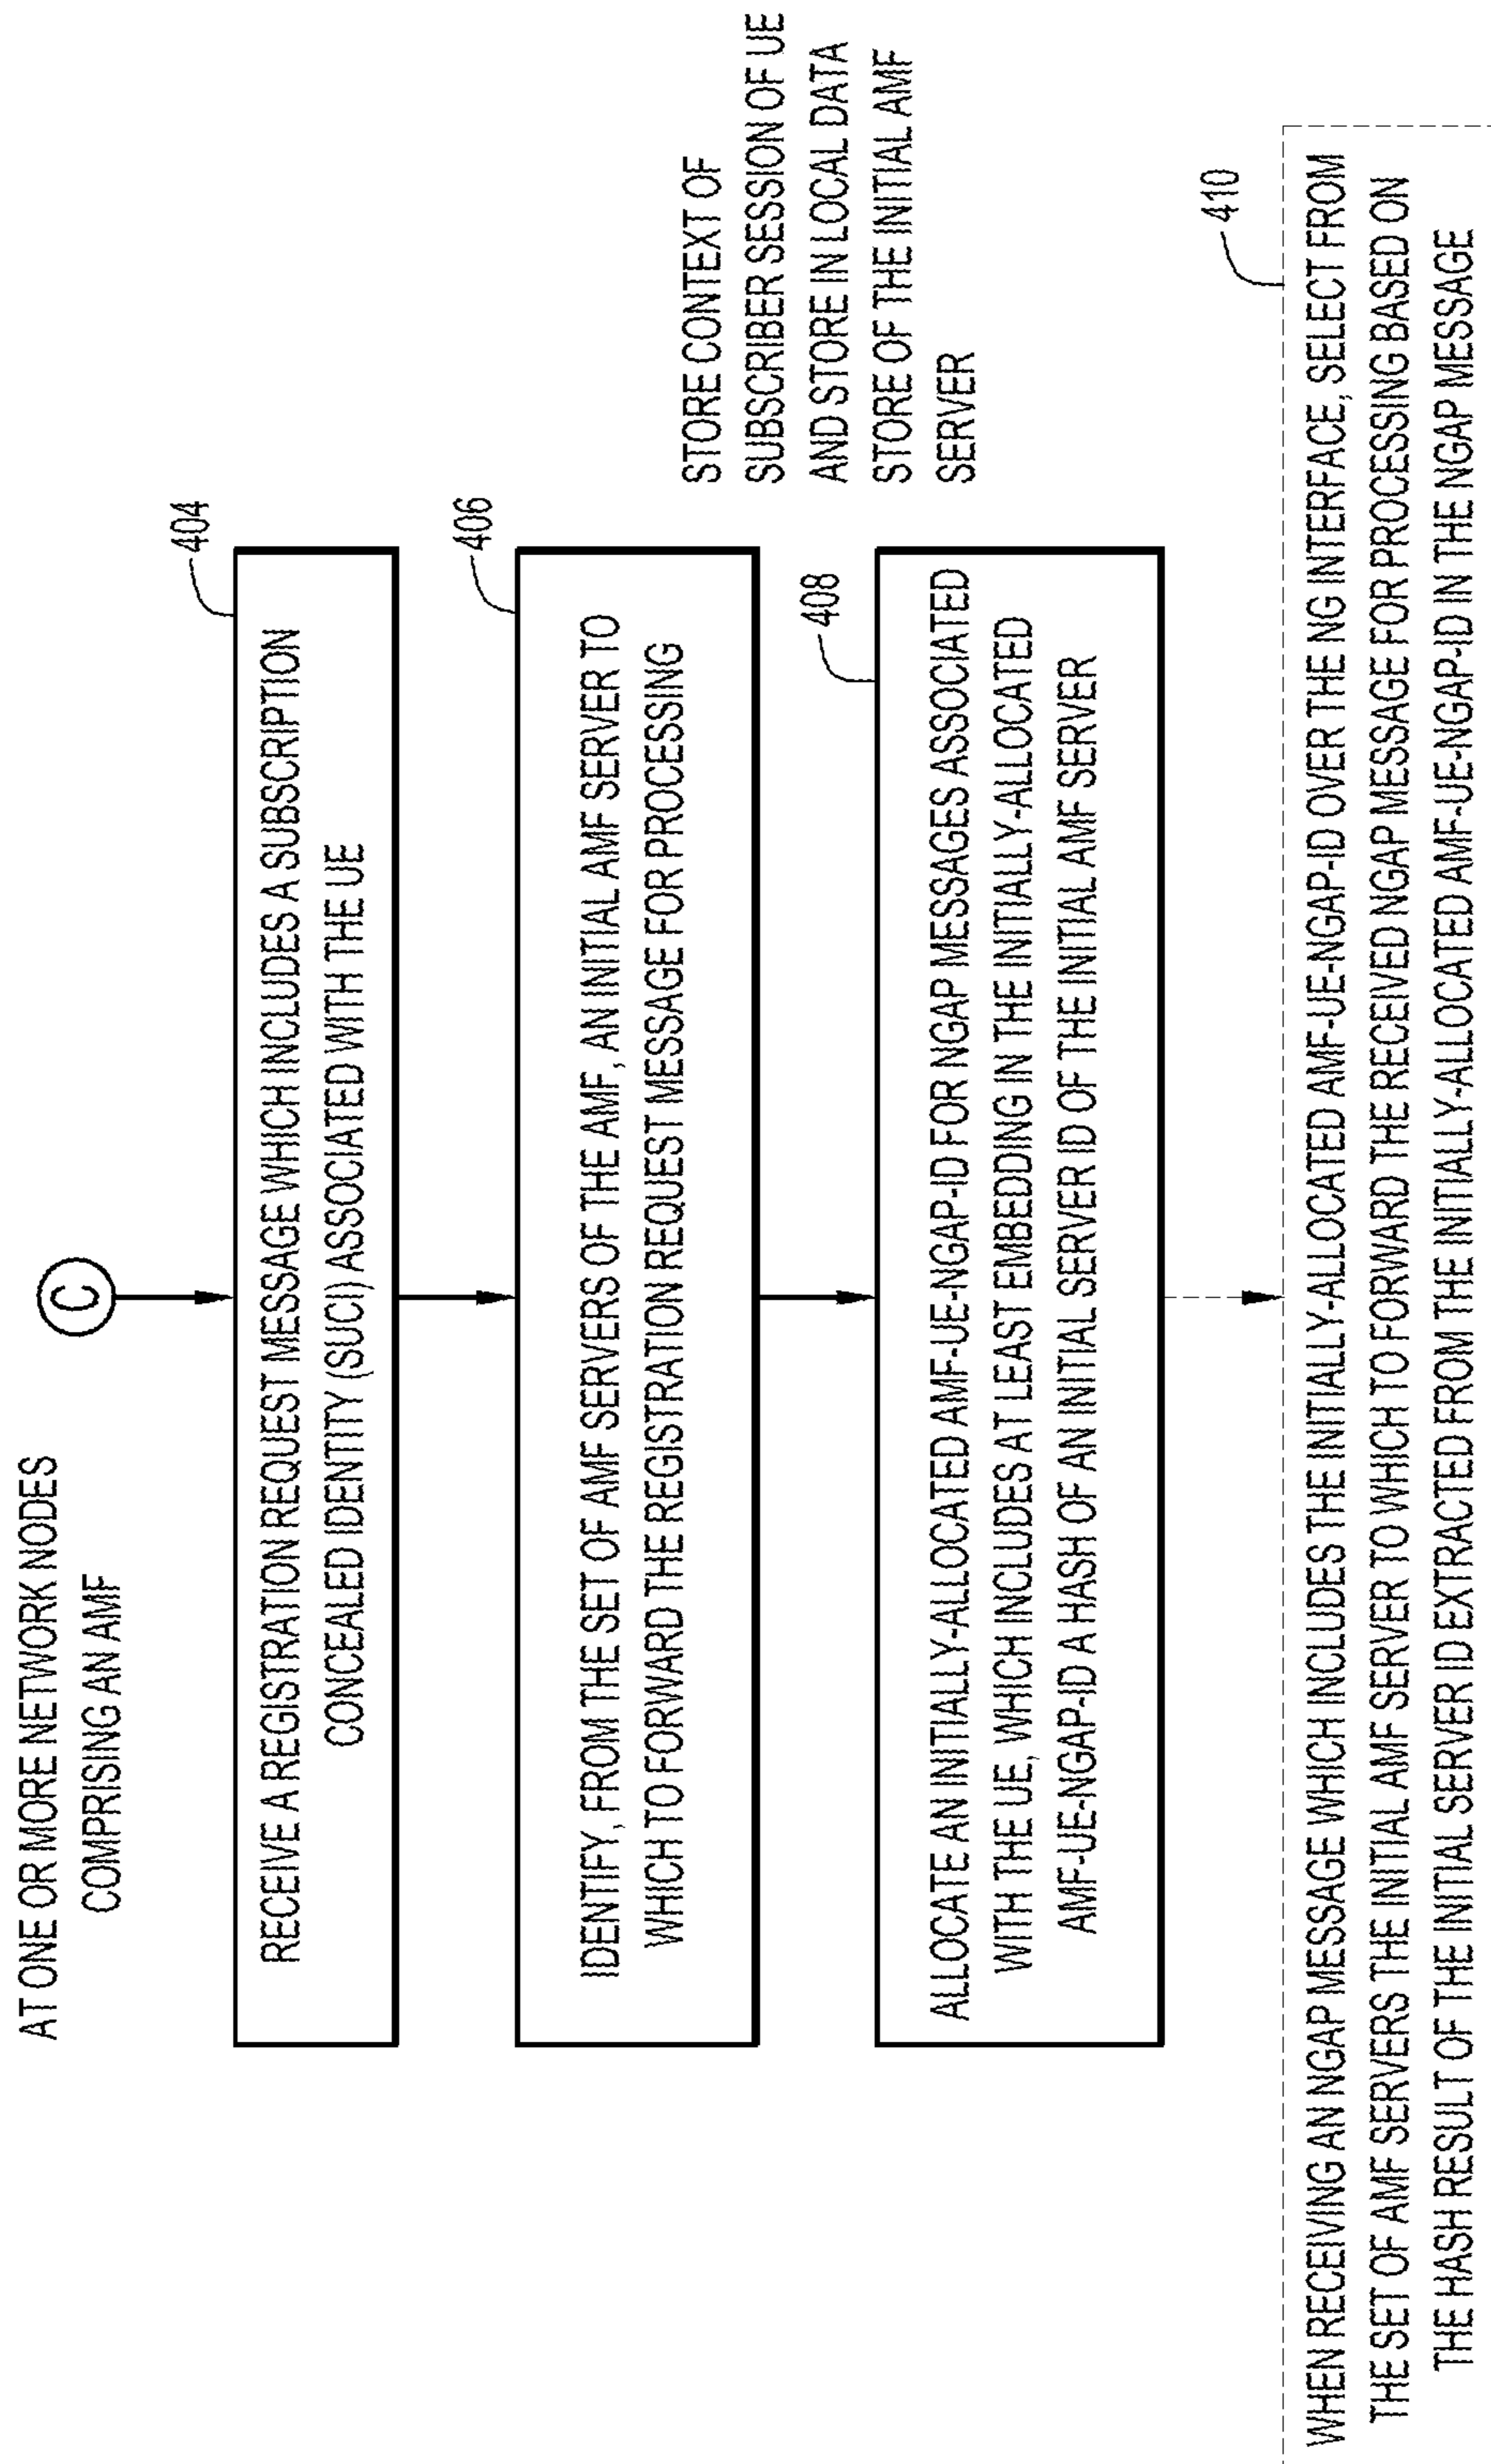 AT ONE OR MORE NETWORK NODES
COMPRISING AN AMF
C
404
RECEIVE A REGISTRATION REQUEST MESSAGE WHICH INCLUDES A SUBSCRIPTION
CONCEALED IDENTITY (SUCI) ASSOCIATED WITH THE UE
406
IDENTIFY, FROM THE SET OF AMF SERVERS OF THE AMF, AN INITIAL AMF SERVER TO
WHICH TO FORWARD THE REGISTRATION REQUEST MESSAGE FOR PROCESSING
STORE CONTEXT OF
SUBSCRIBER SESSION OF UE
AND STORE IN LOCAL DATA
STORE OF THE INITIAL AMF
SERVER
408
ALLOCATE AN INITIALLY-ALLOCATED AMF-UE-NGAP-ID FOR NGAP MESSAGES ASSOCIATED
WITH THE UE, WHICH INCLUDES AT LEAST EMBEDDING IN THE INITIALLY-ALLOCATED
AMF-UE-NGAP-ID A HASH OF AN INITIAL SERVER ID OF THE INITIAL AMF SERVER
410
WHEN RECEIVING AN NGAP MESSAGE WHICH INCLUDES THE INITIALLY-ALLOCATED AMF-UE-NGAP-ID OVER THE NG INTERFACE, SELECT FROM
THE SET OF AMF SERVERS THE INITIAL AMF SERVER TO WHICH TO FORWARD THE RECEIVED NGAP MESSAGE FOR PROCESSING BASED ON
THE HASH RESULT OF THE INITIAL SERVER ID EXTRACTED FROM THE INITIALLY-ALLOCATED AMF-UE-NGAP-ID IN THE NGAP MESSAGE